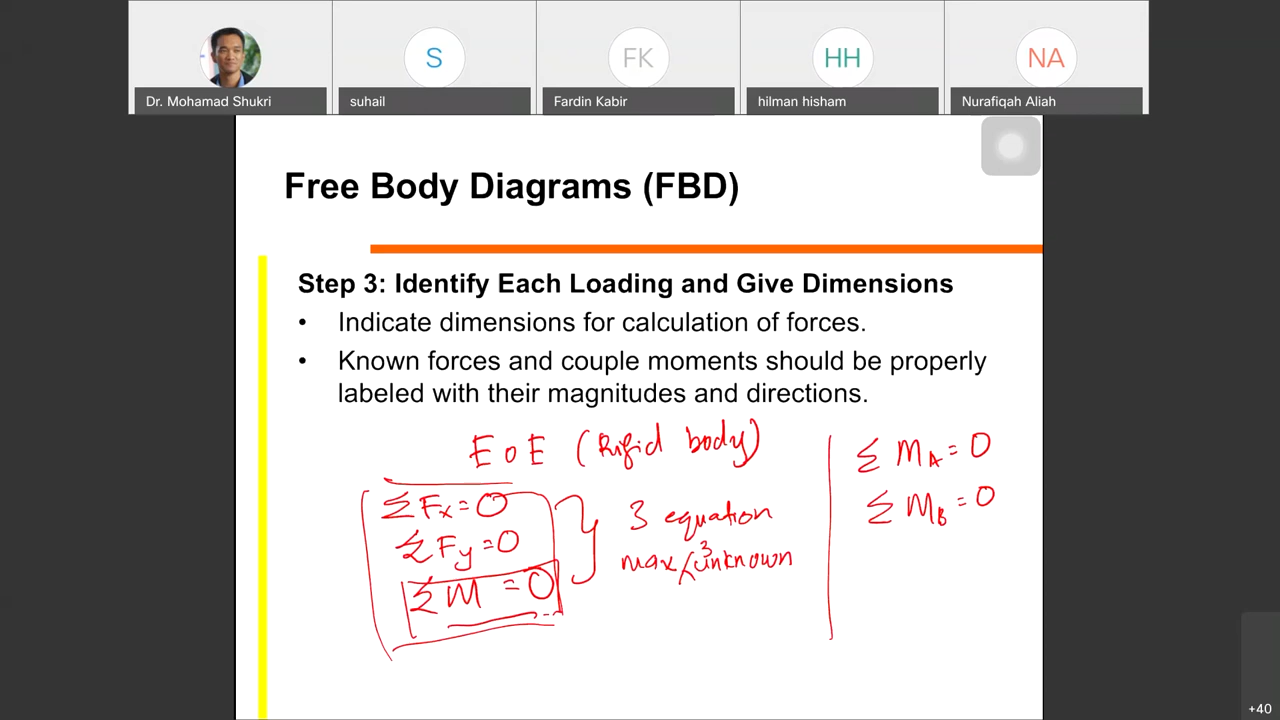 S
FK
HH
NA
Dr. Mohamad Shukri
suhail
Fardin Kabir
hilman hisham
Nurafiqah Aliah
Free Body Diagrams (FBD)
Step 3: Identify Each Loading and Give Dimensions
• Indicate dimensions for calculation of forces.
• Known forces and couple moments should be properly
labeled with their magnitudes and directions.
EoE (Rigid body)
ΣFx = 0
ΣFy = 0
ΣM = 0
3 equation
max 3 unknown
ΣMA = 0
ΣMB = 0
+40